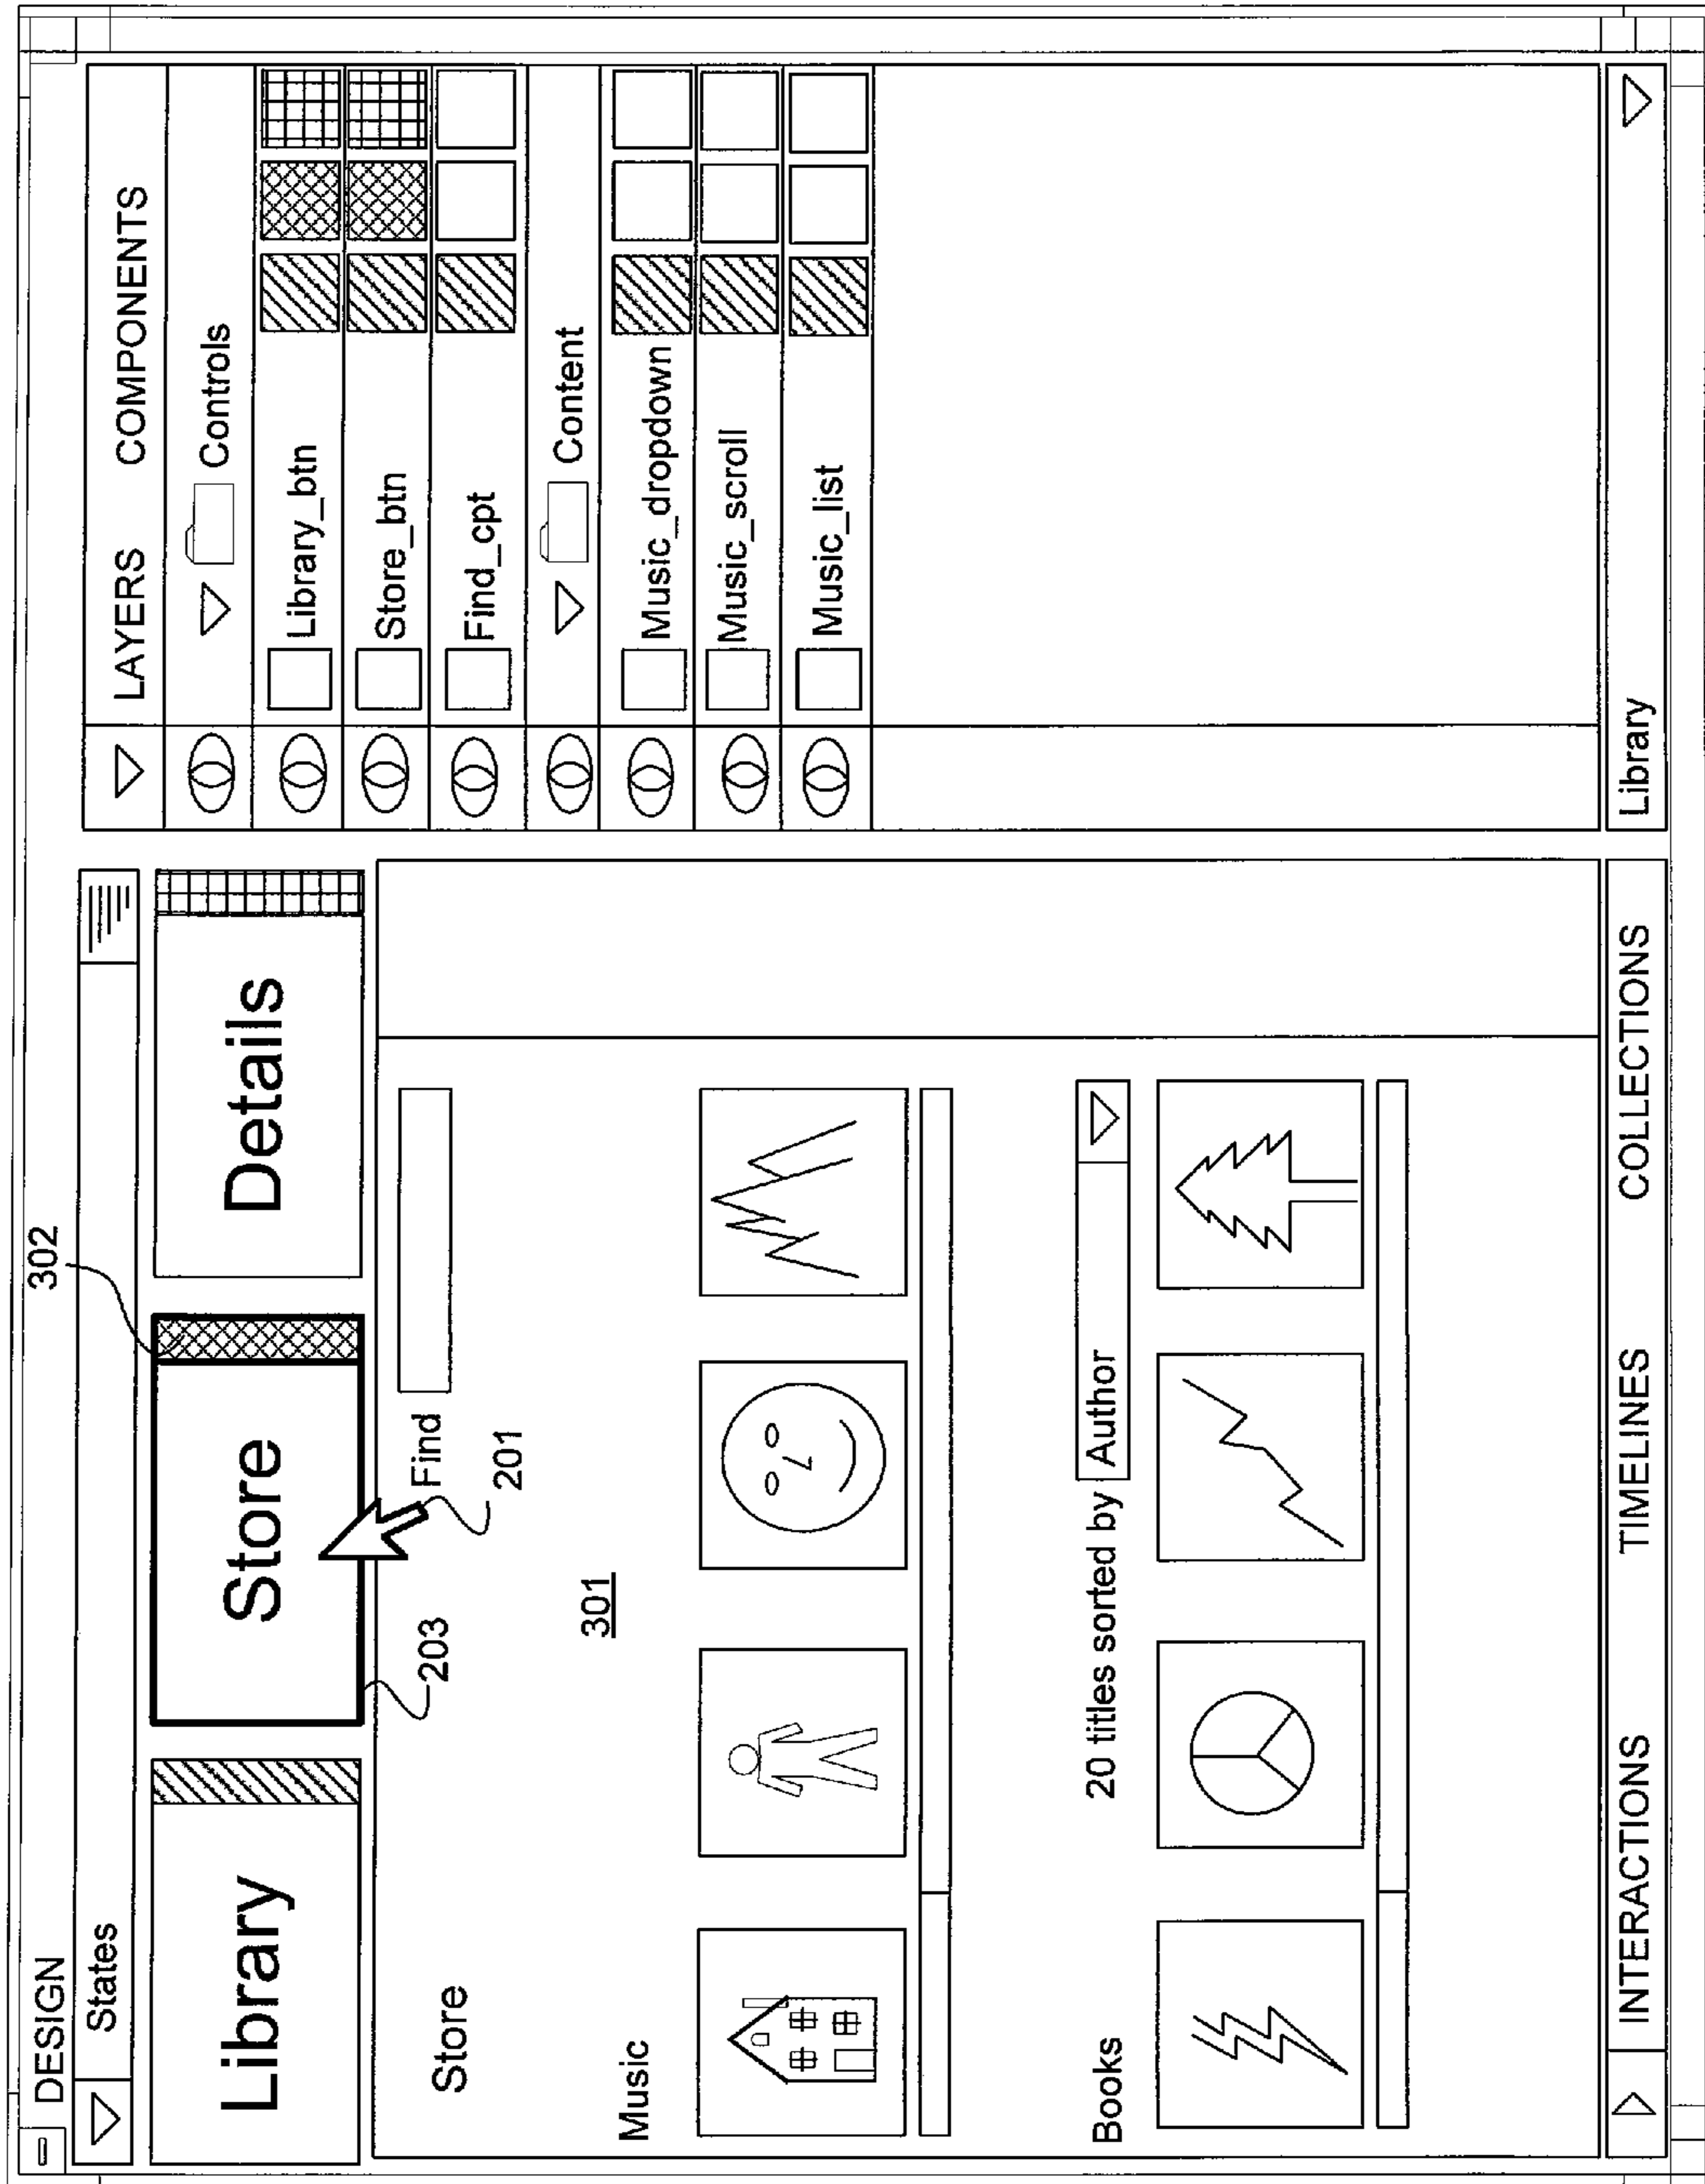 DESIGN
States
302
Library
Store
Details
203
201
Store
Find
301
Music
Books
20 titles sorted by Author
INTERACTIONS
TIMELINES
COLLECTIONS
LAYERS COMPONENTS
Controls
Library_btn
Store_btn
Find_cpt
Content
Music_dropdown
Music_scroll
Music_list
Library